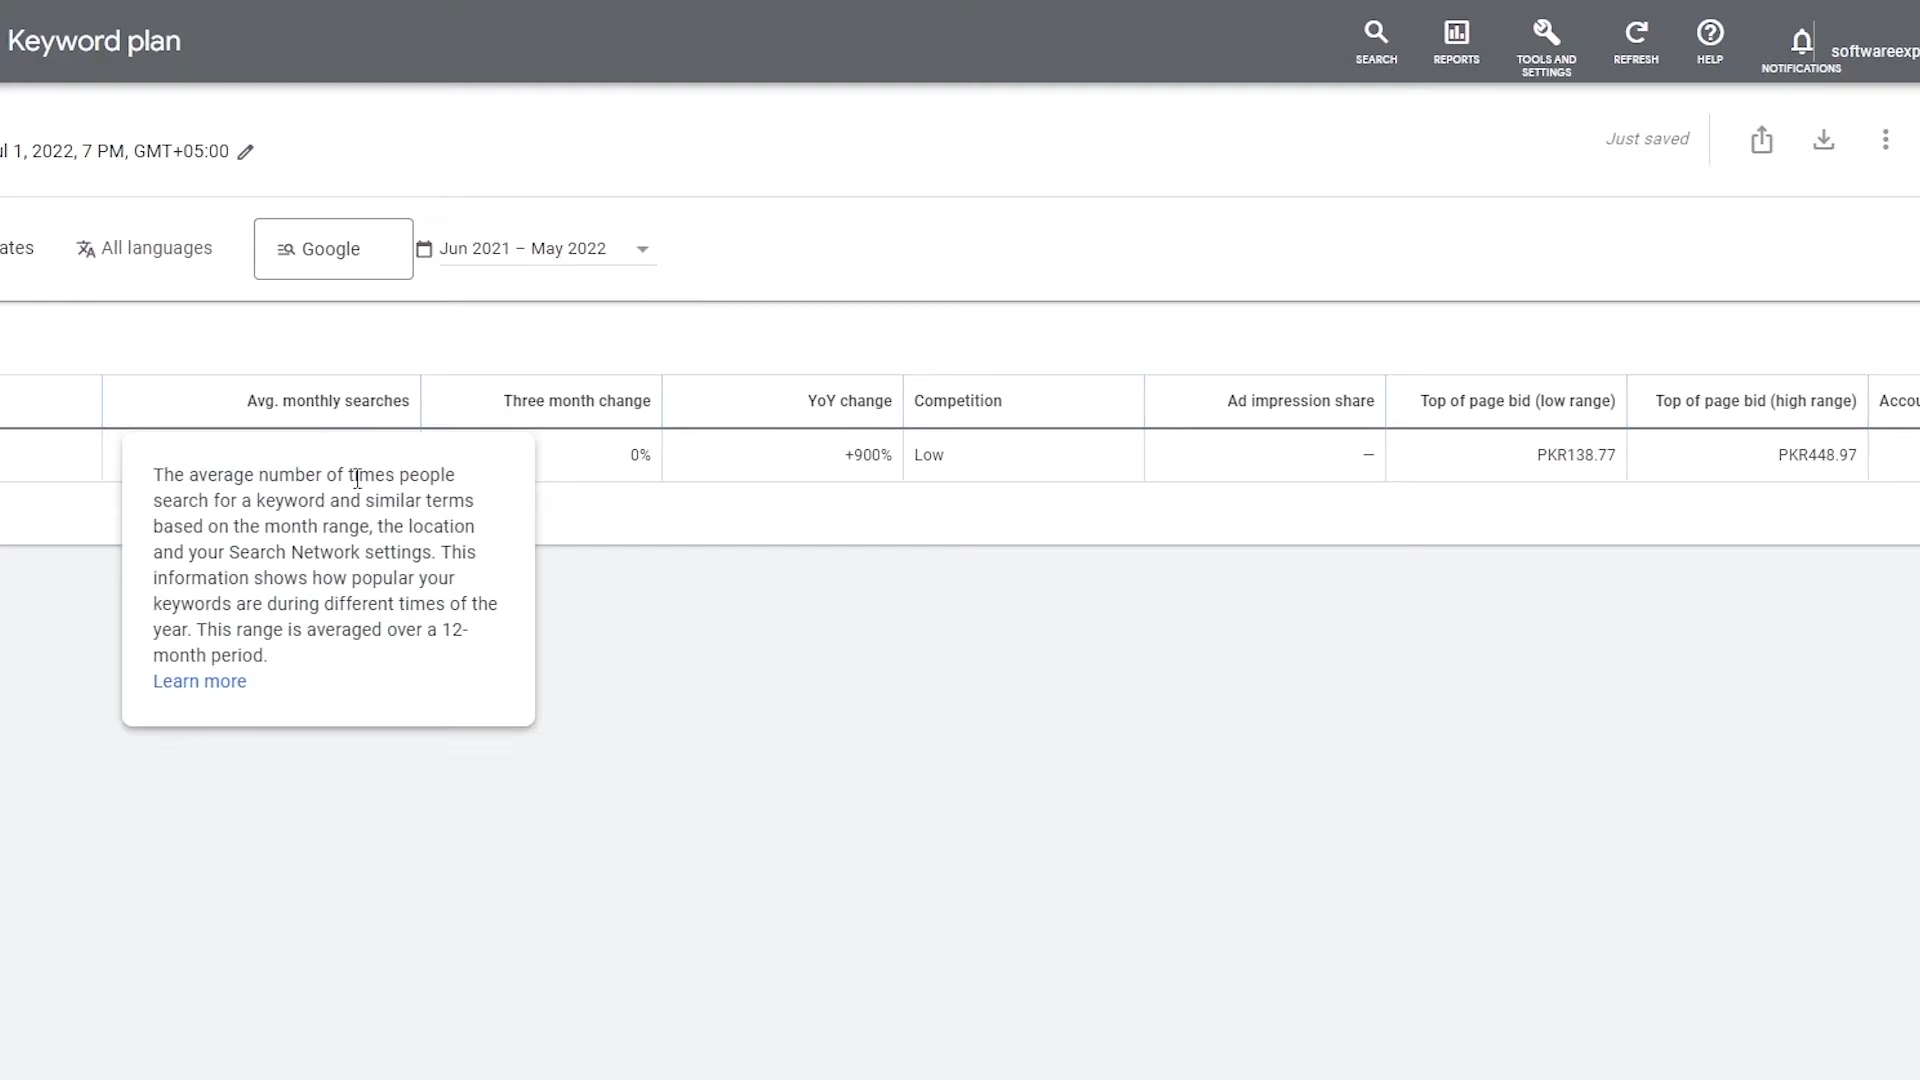 Keyword plan
SEARCH
REPORTS
TOOLS AND
SETTINGS
REFRESH
HELP
NOTIFICATIONS
softwareexp
ul 1, 2022, 7 PM, GMT+05:00
Just saved
ates
All languages
Google
Jun 2021 – May 2022
Avg. monthly searches
Three month change
YoY change
Competition
Ad impression share
Top of page bid (low range)
Top of page bid (high range)
Accou
0%
+900%
Low
—
PKR138.77
PKR448.97
The average number of times people
search for a keyword and similar terms
based on the month range, the location
and your Search Network settings. This
information shows how popular your
keywords are during different times of the
year. This range is averaged over a 12-
month period.
Learn more